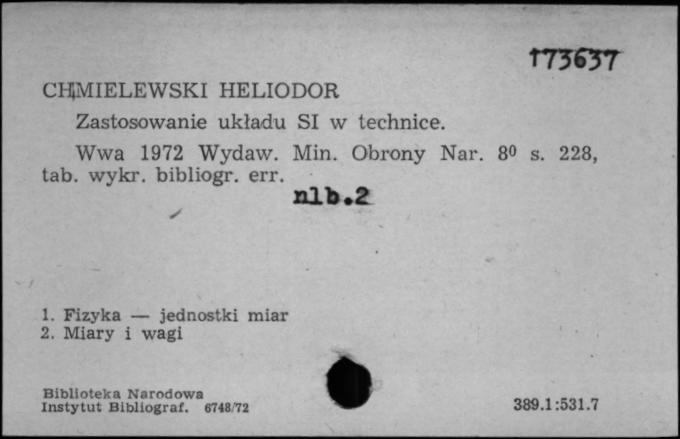 173637
CHMIELEWSKI HELIODOR
Zastosowanie układu SI w technice.
Wwa 1972 Wydaw. Min. Obrony Nar. 8⁰ s. 228,
tab. wykr. bibliogr. err.
nlb.2
1. Fizyka — jednostki miar
2. Miary i wagi
Biblioteka Narodowa
Instytut Bibliograf. 6748/72
389.1:531.7